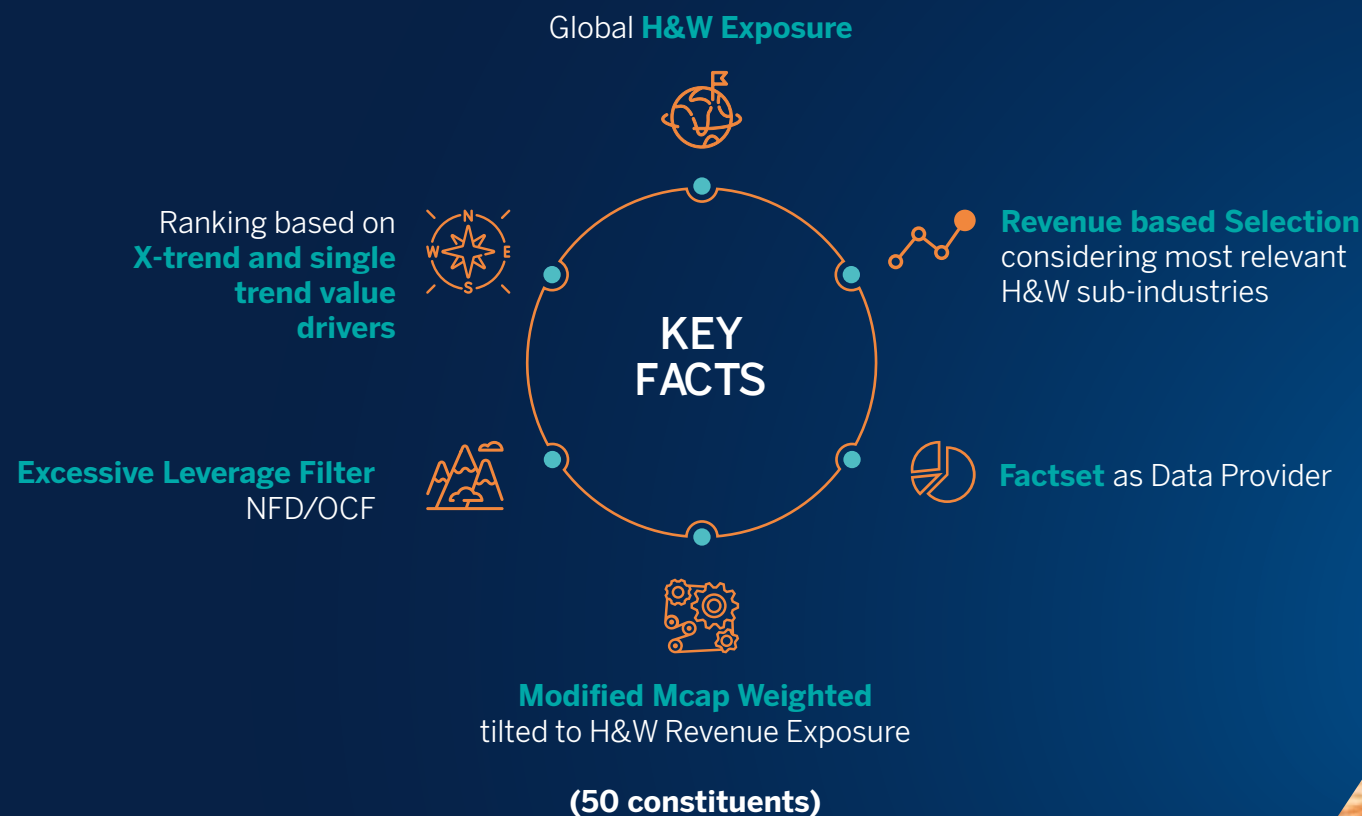 Global H&W Exposure
Ranking based on
X-trend and single
trend value
drivers
N
W E
S
Revenue based Selection
considering most relevant
H&W sub-industries
KEY
FACTS
Excessive Leverage Filter
NFD/OCF
Factset as Data Provider
Modified Mcap Weighted
tilted to H&W Revenue Exposure
(50 constituents)